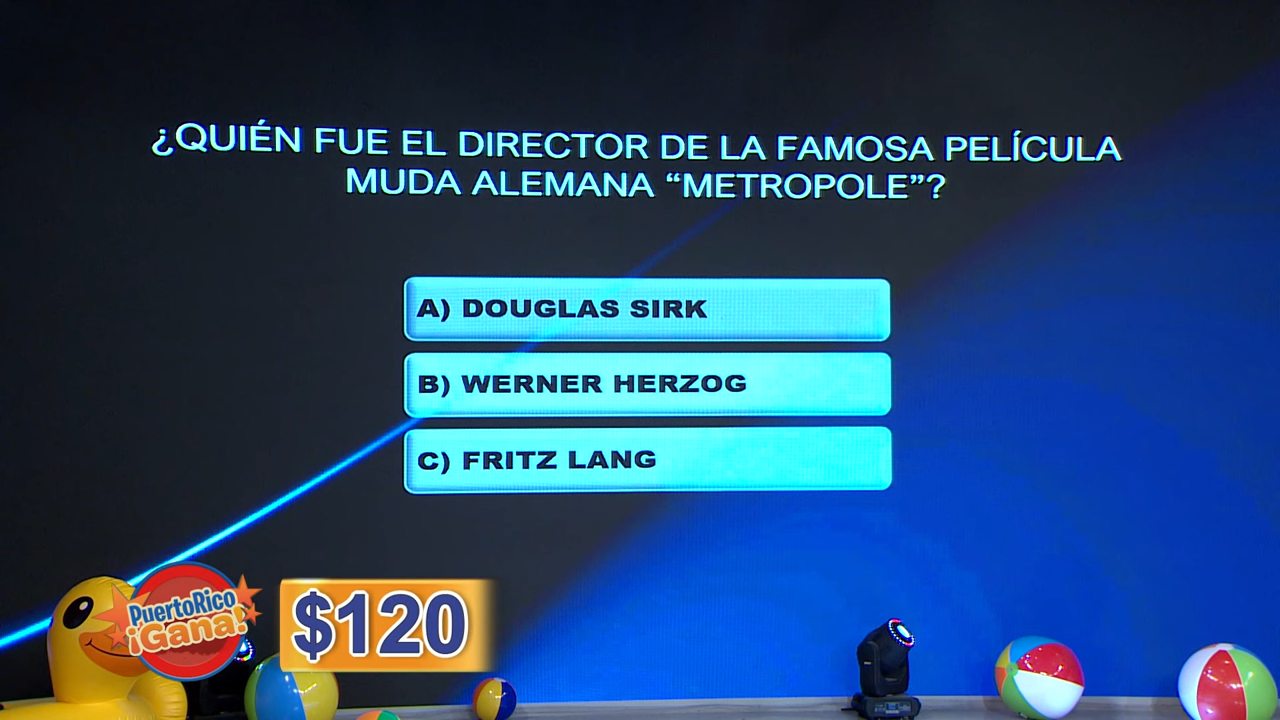 ¿QUIÉN FUE EL DIRECTOR DE LA FAMOSA PELÍCULA
MUDA ALEMANA “METROPOLE”?
A) DOUGLAS SIRK
B) WERNER HERZOG
C) FRITZ LANG
PuertoRico
¡Gana!
$120